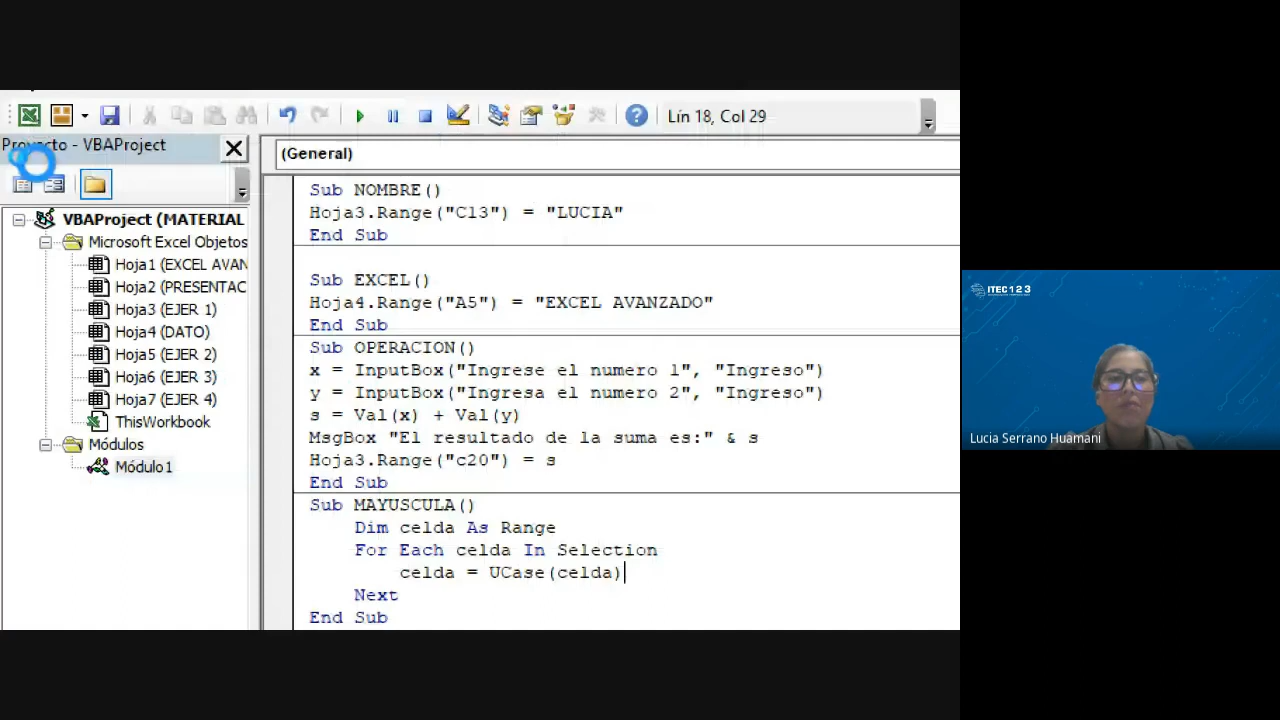 Lín 18, Col 29
Proyecto - VBAProject
(General)
VBAProject (MATERIAL
Microsoft Excel Objetos
Hoja1 (EXCEL AVAN
Hoja2 (PRESENTAC
Hoja3 (EJER 1)
Hoja4 (DATO)
Hoja5 (EJER 2)
Hoja6 (EJER 3)
Hoja7 (EJER 4)
ThisWorkbook
Módulos
Módulo1
Sub NOMBRE()
Hoja3.Range("C13") = "LUCIA"
End Sub
Sub EXCEL()
Hoja4.Range("A5") = "EXCEL AVANZADO"
End Sub
Sub OPERACION()
x = InputBox("Ingrese el numero 1", "Ingreso")
y = InputBox("Ingresa el numero 2", "Ingreso")
s = Val(x) + Val(y)
MsgBox "El resultado de la suma es:" & s
Hoja3.Range("c20") = s
End Sub
Sub MAYUSCULA()
Dim celda As Range
For Each celda In Selection
celda = UCase(celda)
Next
End Sub
ITEC123
Lucia Serrano Huamani